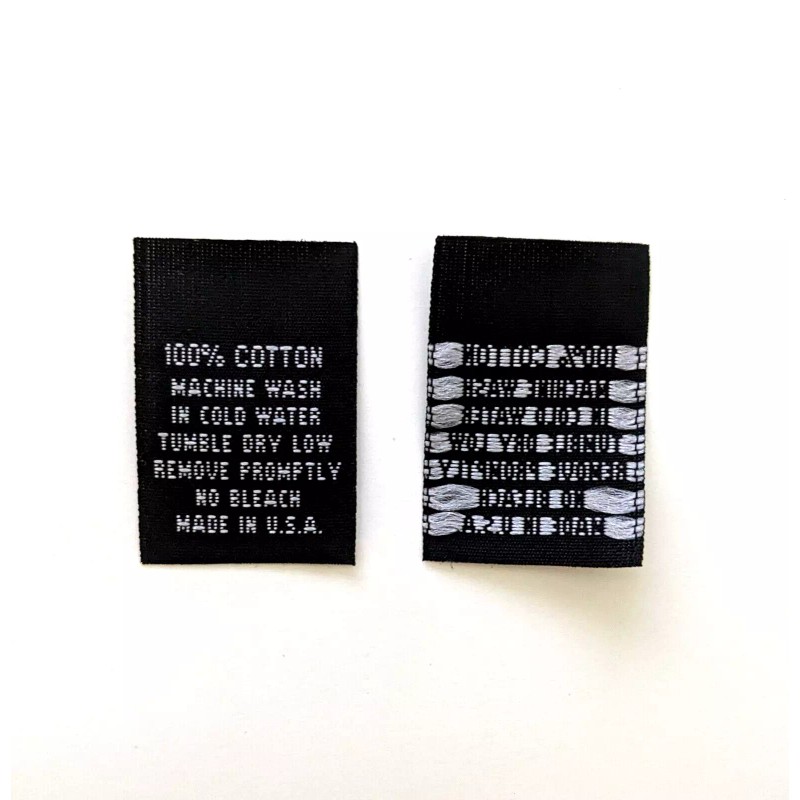 100% COTTON
MACHINE WASH
IN COLD WATER
TUMBLE DRY LOW
REMOVE PROMPTLY
NO BLEACH
MADE IN U.S.A.